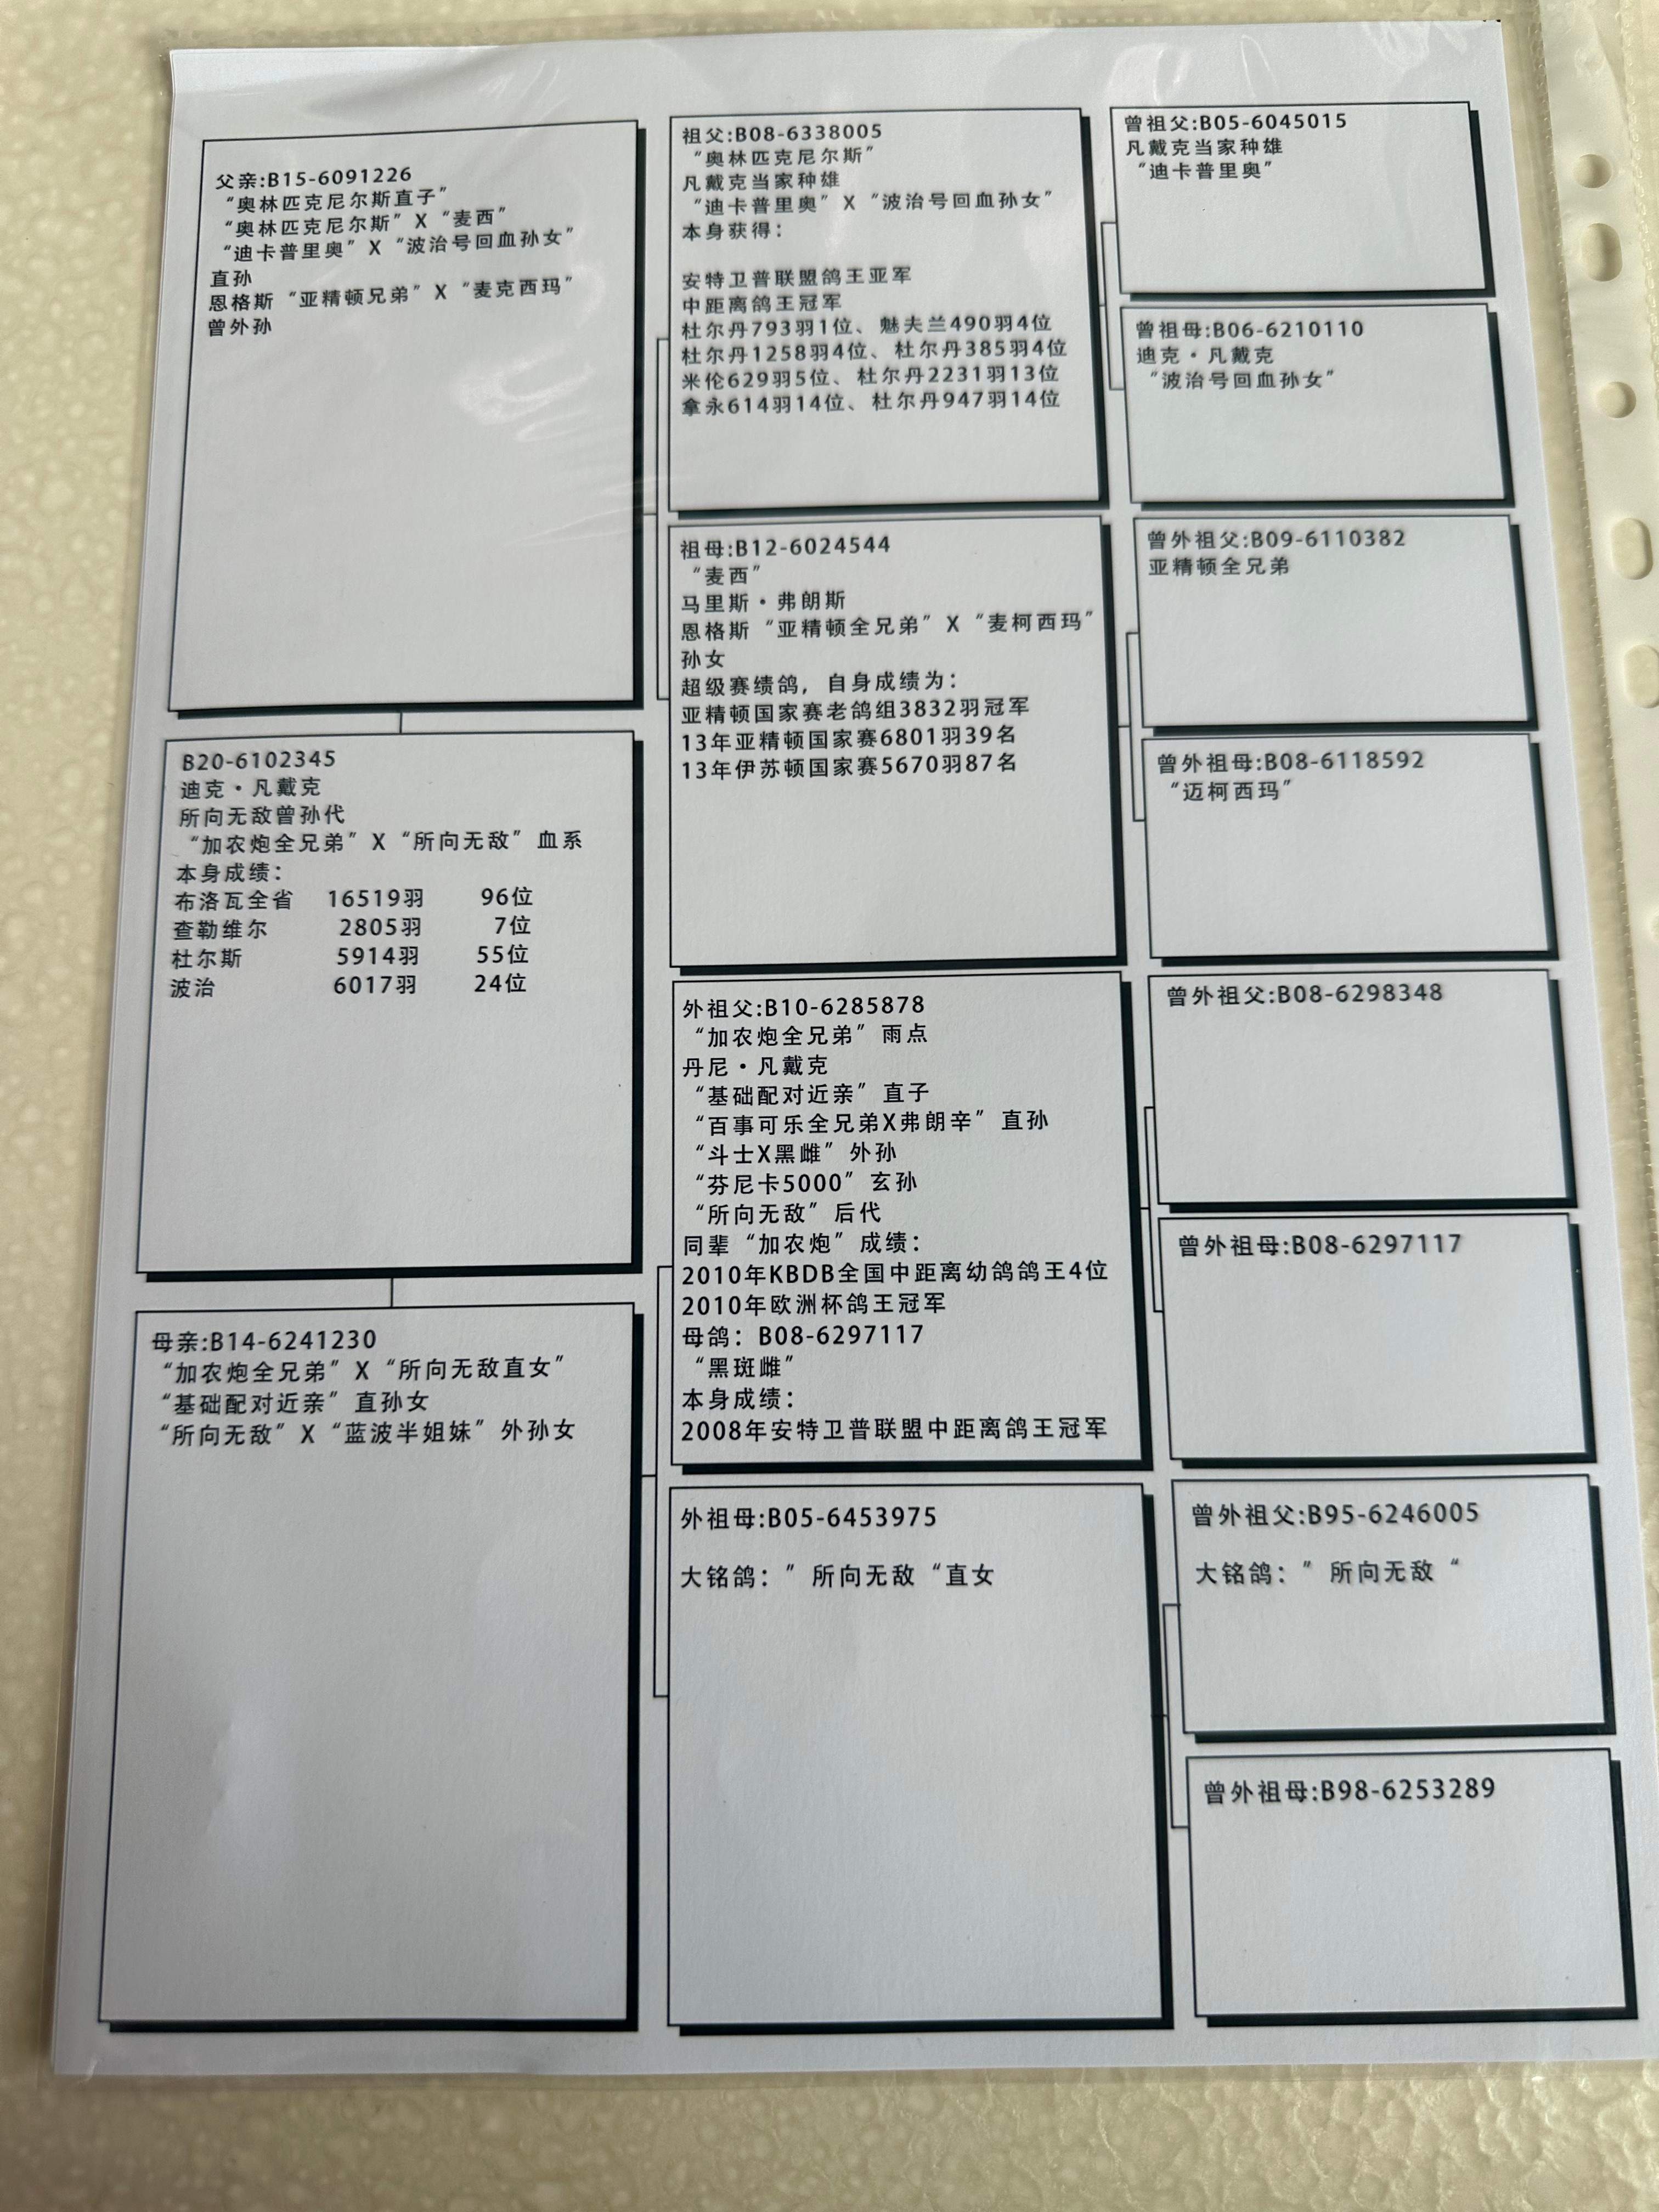 父亲:B15-6091226
“奥林匹克尼尔斯直子”
“奥林匹克尼尔斯”X“麦西”
“迪卡普里奥”X“波治号回血孙女”
直孙
恩格斯“亚精顿兄弟”X“麦克西玛”
曾外孙
B20-6102345
迪克·凡戴克
所向无敌曾孙代
“加农炮全兄弟”X“所向无敌”血系
本身成绩：
布洛瓦全省 16519羽 96位
查勒维尔 2805羽 7位
杜尔斯 5914羽 55位
波治 6017羽 24位
母亲:B14-6241230
“加农炮全兄弟”X“所向无敌直女”
“基础配对近亲”直孙女
“所向无敌”X“蓝波半姐妹”外孙女
祖父:B08-6338005
“奥林匹克尼尔斯”
凡戴克当家种雄
“迪卡普里奥”X“波治号回血孙女”
本身获得：
安特卫普联盟鸽王亚军
中距离鸽王冠军
杜尔丹793羽1位、魅夫兰490羽4位
杜尔丹1258羽4位、杜尔丹385羽4位
米伦629羽5位、杜尔丹2231羽13位
拿永614羽14位、杜尔丹947羽14位
祖母:B12-6024544
“麦西”
马里斯·弗朗斯
恩格斯“亚精顿全兄弟”X“麦柯西玛”
孙女
超级赛绩鸽，自身成绩为：
亚精顿国家赛老鸽组3832羽冠军
13年亚精顿国家赛6801羽39名
13年伊苏顿国家赛5670羽87名
外祖父:B10-6285878
“加农炮全兄弟”雨点
丹尼·凡戴克
“基础配对近亲”直子
“百事可乐全兄弟X弗朗辛”直孙
“斗士X黑雌”外孙
“芬尼卡5000”玄孙
“所向无敌”后代
同辈“加农炮”成绩：
2010年KBDB全国中距离幼鸽鸽王4位
2010年欧洲杯鸽王冠军
母鸽：B08-6297117
“黑斑雌”
本身成绩：
2008年安特卫普联盟中距离鸽王冠军
外祖母:B05-6453975
大铭鸽：”所向无敌“直女
曾祖父:B05-6045015
凡戴克当家种雄
“迪卡普里奥”
曾祖母:B06-6210110
迪克·凡戴克
“波治号回血孙女”
曾外祖父:B09-6110382
亚精顿全兄弟
曾外祖母:B08-6118592
“迈柯西玛”
曾外祖父:B08-6298348
曾外祖母:B08-6297117
曾外祖父:B95-6246005
大铭鸽：”所向无敌“
曾外祖母:B98-6253289